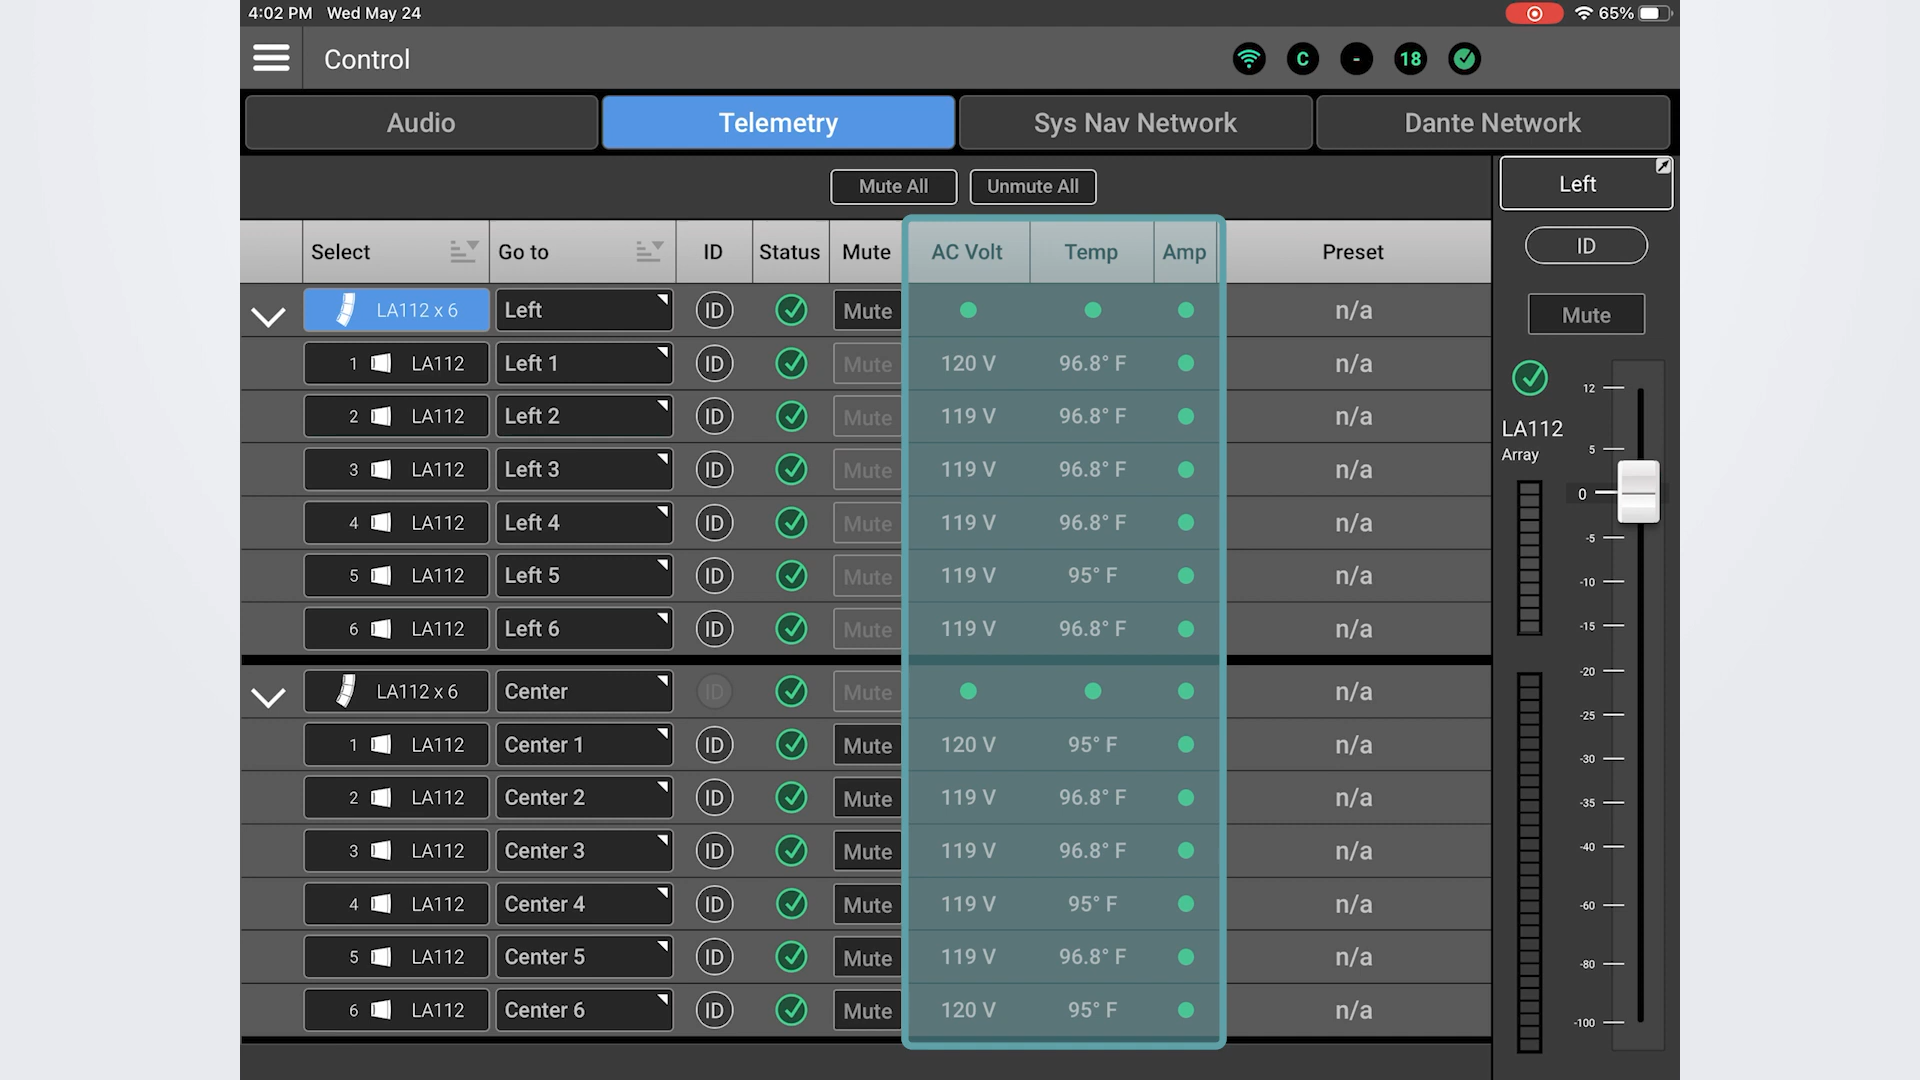 4:02 PM Wed May 24 65%
Control C - 18
Audio Telemetry Sys Nav Network Dante Network
Mute All Unmute All
Select Go to ID Status Mute AC Volt Temp Amp Preset
LA112 x 6 Left ID Mute n/a
1 LA112 Left 1 ID Mute 120 V 96.8° F n/a
2 LA112 Left 2 ID Mute 119 V 96.8° F n/a
3 LA112 Left 3 ID Mute 119 V 96.8° F n/a
4 LA112 Left 4 ID Mute 119 V 96.8° F n/a
5 LA112 Left 5 ID Mute 119 V 95° F n/a
6 LA112 Left 6 ID Mute 119 V 96.8° F n/a
LA112 x 6 Center ID Mute n/a
1 LA112 Center 1 ID Mute 120 V 95° F n/a
2 LA112 Center 2 ID Mute 119 V 96.8° F n/a
3 LA112 Center 3 ID Mute 119 V 96.8° F n/a
4 LA112 Center 4 ID Mute 119 V 95° F n/a
5 LA112 Center 5 ID Mute 119 V 96.8° F n/a
6 LA112 Center 6 ID Mute 120 V 95° F n/a
Left
ID
Mute
LA112
Array
12
5
0
-5
-10
-15
-20
-25
-30
-35
-40
-60
-80
-100